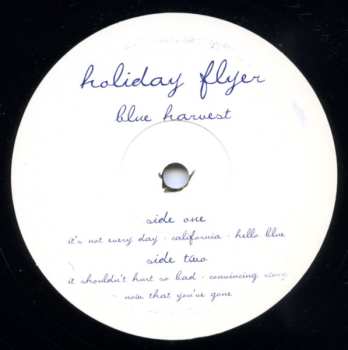 holiday flyer
blue harvest
side one
it's not every day - california - hello blue
side two
it shouldn't hurt so bad - convincing
now that you've gone